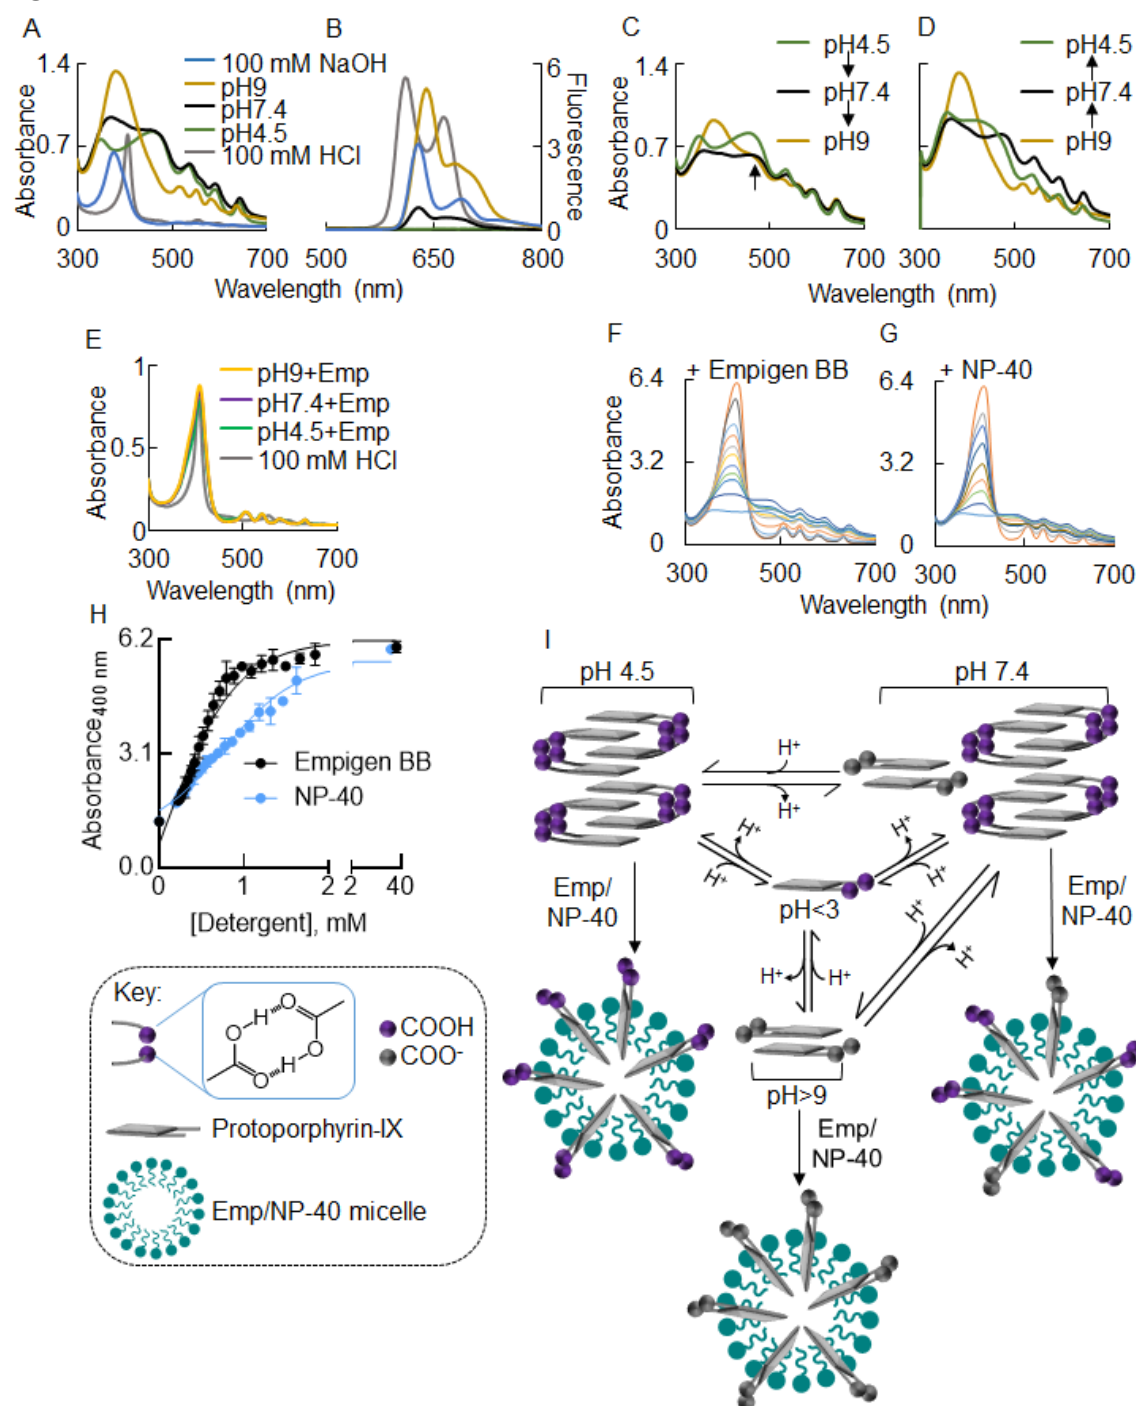 A
B
C
D
1.4
0.7
0
Absorbance
300
500
700
100 mM NaOH
pH9
pH7.4
pH4.5
100 mM HCl
6
3
0
Fluorescence
500
650
800
Wavelength (nm)
1.4
0.7
0
Absorbance
pH4.5
pH7.4
pH9
300
500
700
pH4.5
pH7.4
pH9
300
500
700
Wavelength (nm)
E
1
0.5
0
Absorbance
pH9+Emp
pH7.4+Emp
pH4.5+Emp
100 mM HCl
300
500
700
Wavelength (nm)
F
+ Empigen BB
6.4
3.2
0
Absorbance
300
500
700
G
+ NP-40
6.4
3.2
0
300
500
700
Wavelength (nm)
H
6.2
3.1
0.0
Absorbance400 nm
Empigen BB
NP-40
0
1
2
2
40
[Detergent], mM
I
pH 4.5
pH 7.4
H+
H+
H+
H+
H+
H+
pH<3
H+
H+
H+
H+
Emp/
NP-40
Emp/
NP-40
pH>9
Emp/
NP-40
Key:
H
O
O
O
H
O
COOH
COO-
Protoporphyrin-IX
Emp/NP-40 micelle